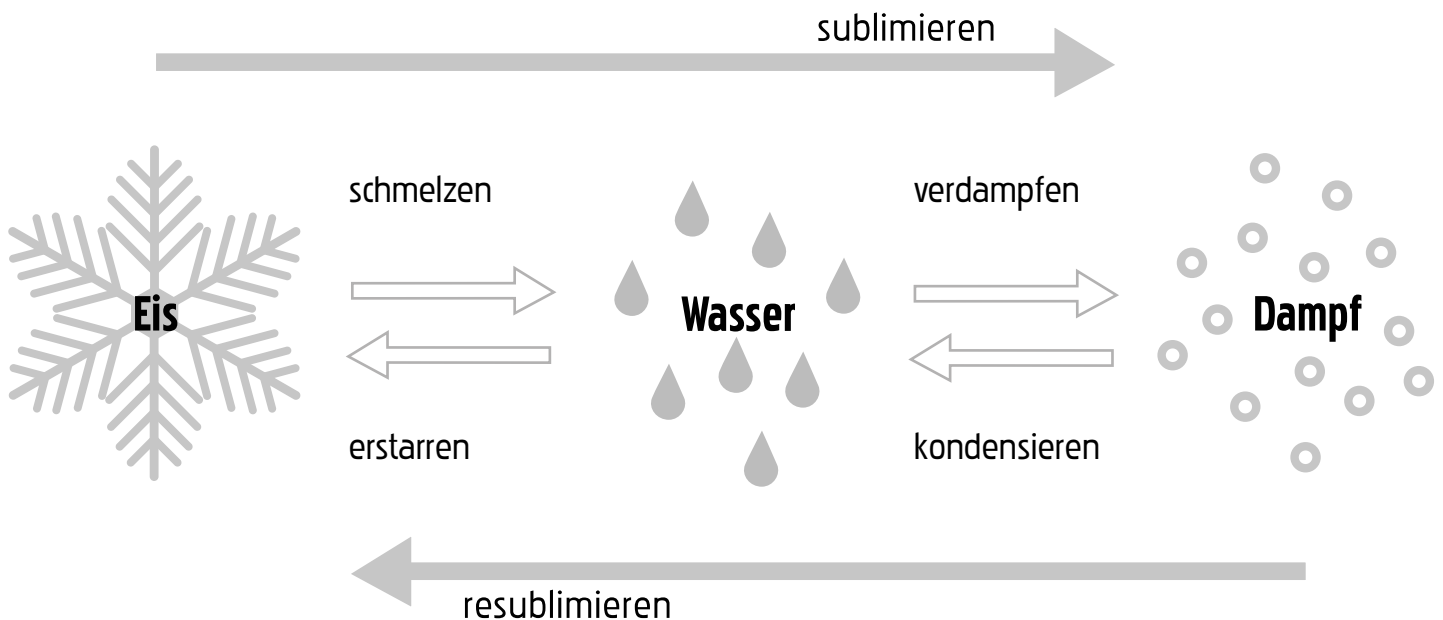 sublimieren
schmelzen
verdampfen
Eis
Wasser
Dampf
erstarren
kondensieren
resublimieren